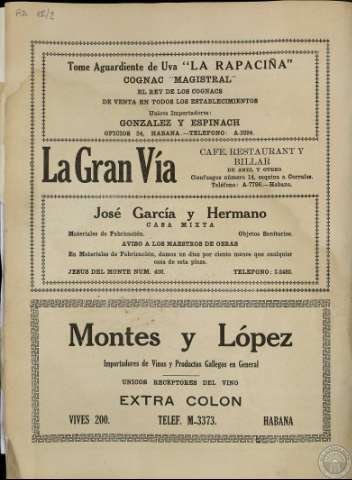 Tome Aguardiente de Uva "LA RAPACIÑA"
COGNAC "MAGISTRAL"
EL REY DE LOS COGNACS
DE VENTA EN TODOS LOS ESTABLECIMIENTOS
Unicos Importadores:
GONZALEZ Y ESPINACH
OFICIOS 34, HABANA.—TELEFONO:
La Gran Vía
CAFE, RESTAURANT Y
BILLAR
DE ANEL Y OTERO
Cienfuegos número 14, esquina a Corrales.
Teléfono: A-7796.—Habana.
José García y Hermano
CASA MIXTA
Materiales de Fabricación. Objetos Sanitarios.
AVISO A LOS MAESTROS DE OBRAS
En Materiales de Fabricación, damos un diez por ciento menos que cualquier
casa de esta plaza.
JESUS DEL MONTE NUM. TELEFONO:
Montes y López
Importadores de Vinos y Productos Gallegos en General
UNICOS RECEPTORES DEL VINO
EXTRA COLON
VIVES 200. TELEF. M-3373. HABANA